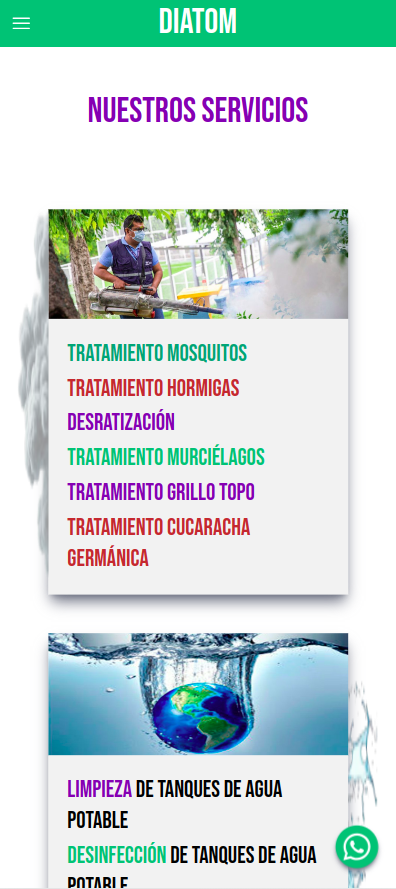 DIATOM
NUESTROS SERVICIOS
TRATAMIENTO MOSQUITOS
TRATAMIENTO HORMIGAS
DESRATIZACIÓN
TRATAMIENTO MURCIÉLAGOS
TRATAMIENTO GRILLO TOPO
TRATAMIENTO CUCARACHA
GERMÁNICA
LIMPIEZA DE TANQUES DE AGUA
POTABLE
DESINFECCIÓN DE TANQUES DE AGUA
POTABLE